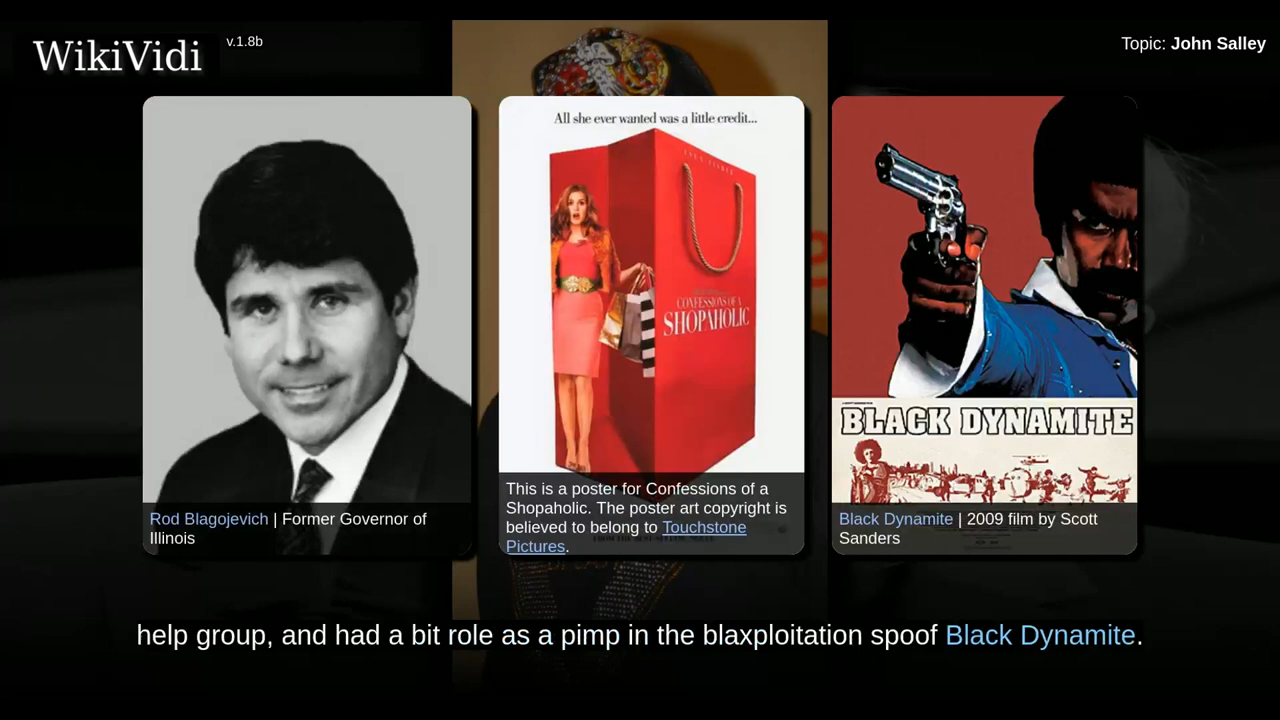 WikiVidi
v.1.8b
Topic: John Salley
All she ever wanted was a little credit...
CONFESSIONS OF A
SHOPAHOLIC
BLACK DYNAMITE
Rod Blagojevich | Former Governor of
Illinois
This is a poster for Confessions of a
Shopaholic. The poster art copyright is
believed to belong to Touchstone
Pictures.
Black Dynamite | 2009 film by Scott
Sanders
help group, and had a bit role as a pimp in the blaxploitation spoof Black Dynamite.